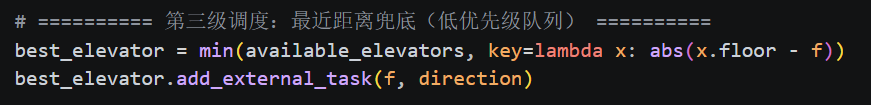 # ========== 第三级调度：最近距离兜底（低优先级队列） ==========
best_elevator = min(available_elevators, key=lambda x: abs(x.floor - f))
best_elevator.add_external_task(f, direction)